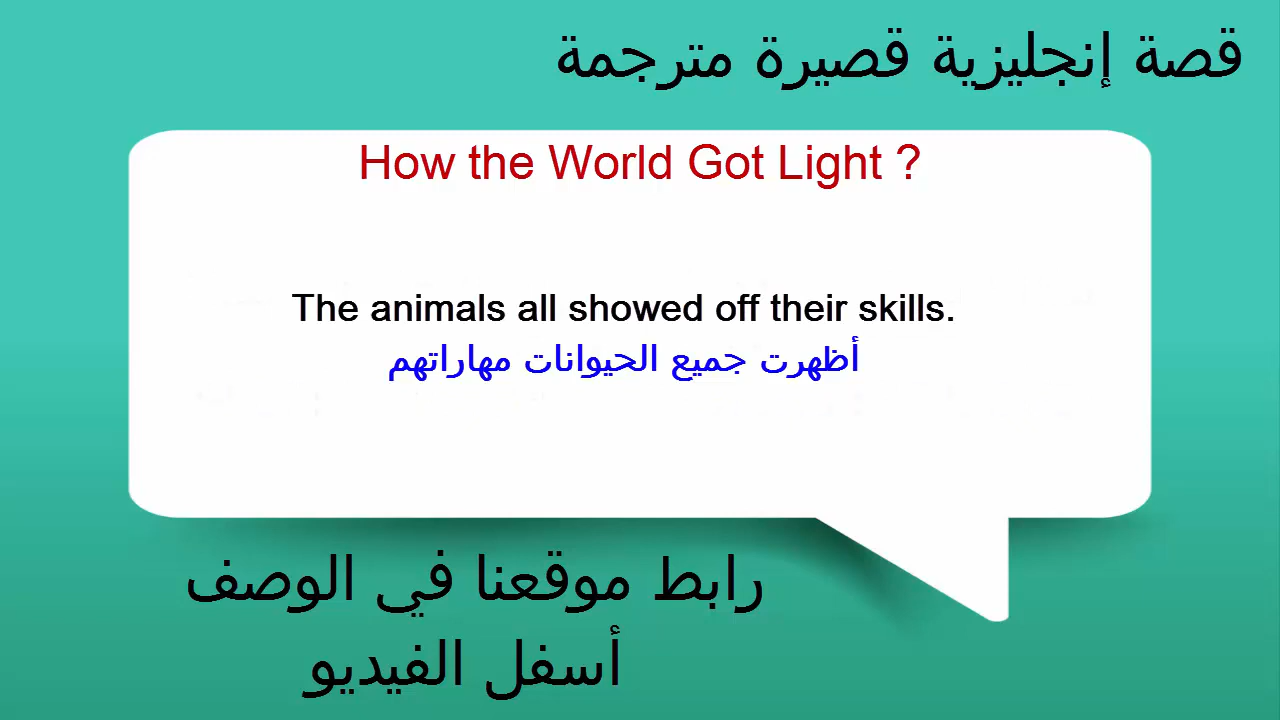 قصة إنجليزية قصيرة مترجمة
How the World Got Light ?
The animals all showed off their skills.
أظهرت جميع الحيوانات مهاراتهم
رابط موقعنا في الوصف
أسفل الفيديو